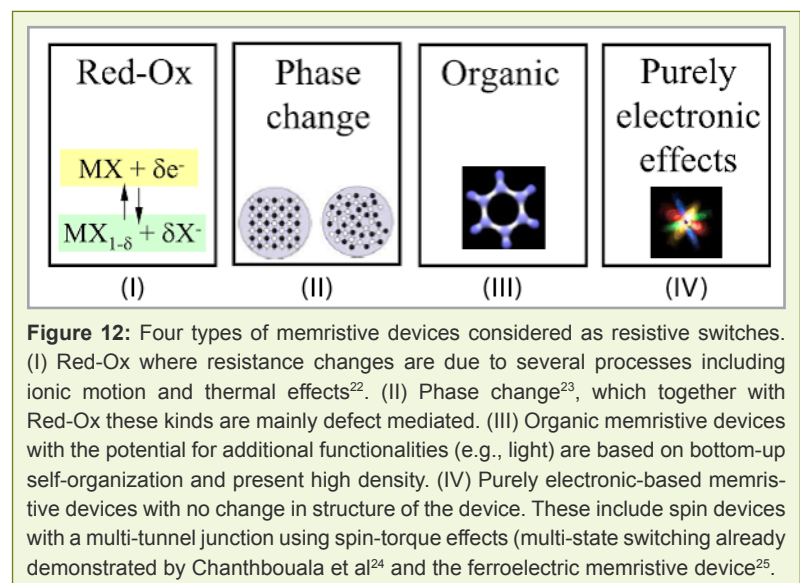 Red-Ox
Phase
change
Organic
Purely
electronic
effects
MX + δe⁻
MX₁₋δ + δX⁻
(I)
(II)
(III)
(IV)
Figure 12: Four types of memristive devices considered as resistive switches.
(I) Red-Ox where resistance changes are due to several processes including
ionic motion and thermal effects²². (II) Phase change²³, which together with
Red-Ox these kinds are mainly defect mediated. (III) Organic memristive devices
with the potential for additional functionalities (e.g., light) are based on bottom-up
self-organization and present high density. (IV) Purely electronic-based memris-
tive devices with no change in structure of the device. These include spin devices
with a multi-tunnel junction using spin-torque effects (multi-state switching already
demonstrated by Chanthbouala et al²⁴ and the ferroelectric memristive device²⁵.